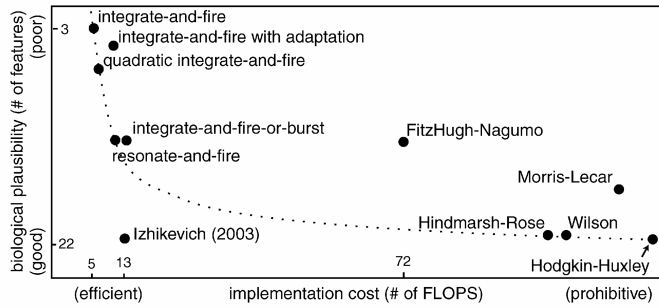 biological plausibility (# of features)
(poor)
(good)
3
22
integrate-and-fire
integrate-and-fire with adaptation
quadratic integrate-and-fire
integrate-and-fire-or-burst
resonate-and-fire
FitzHugh-Nagumo
Morris-Lecar
Izhikevich (2003)
Hindmarsh-Rose
Wilson
Hodgkin-Huxley
5
13
72
(efficient)
implementation cost (# of FLOPS)
(prohibitive)